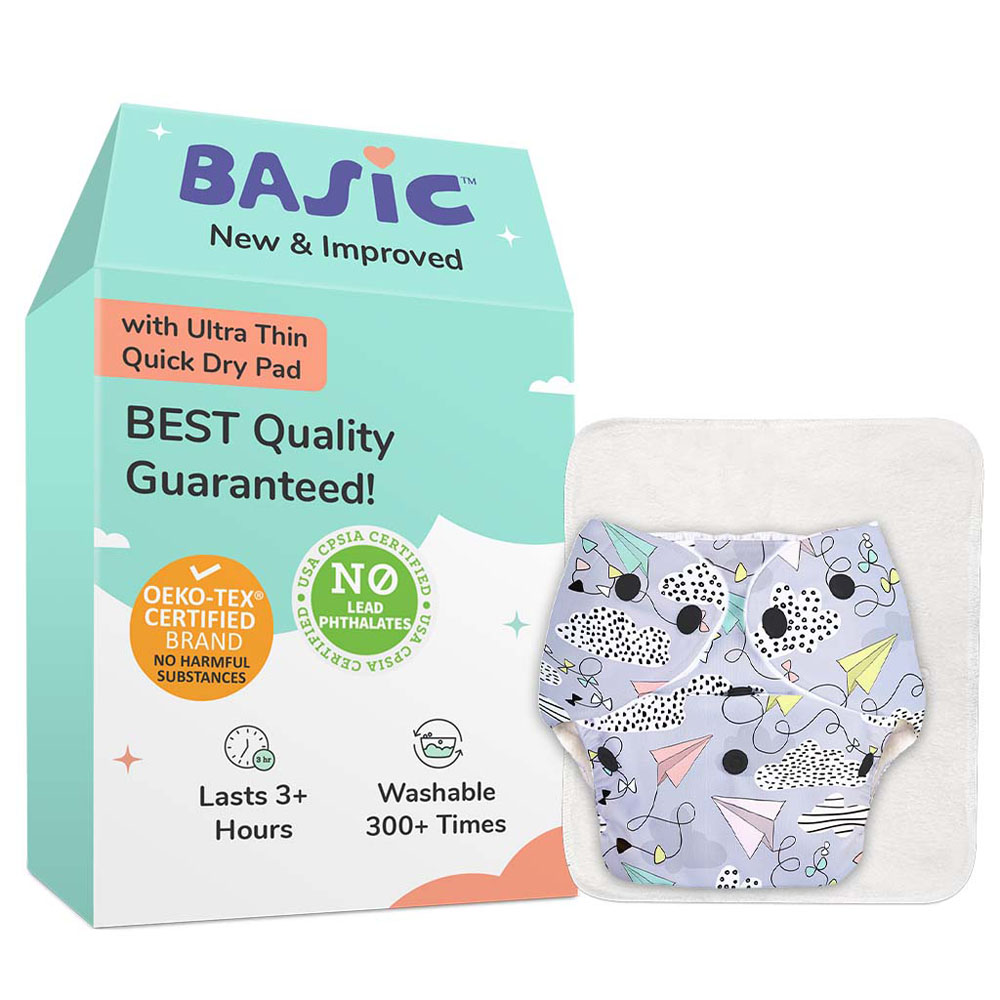 BASiC™
New & Improved
with Ultra Thin
Quick Dry Pad
BEST Quality
Guaranteed!
OEKO-TEX®
CERTIFIED
BRAND
NO HARMFUL
SUBSTANCES
USA CPSIA CERTIFIED • USA CPSIA CERTIFIED •
NO
LEAD
PHTHALATES
3 hr
Lasts 3+
Hours
Washable
300+ Times